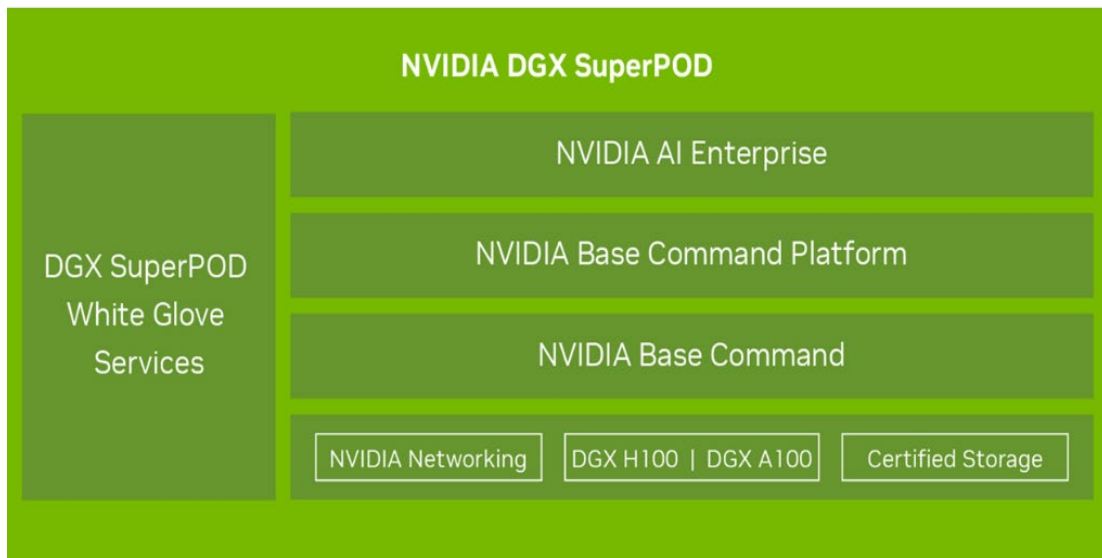 NVIDIA DGX SuperPOD
DGX SuperPOD
White Glove
Services
NVIDIA AI Enterprise
NVIDIA Base Command Platform
NVIDIA Base Command
NVIDIA Networking
DGX H100 | DGX A100
Certified Storage